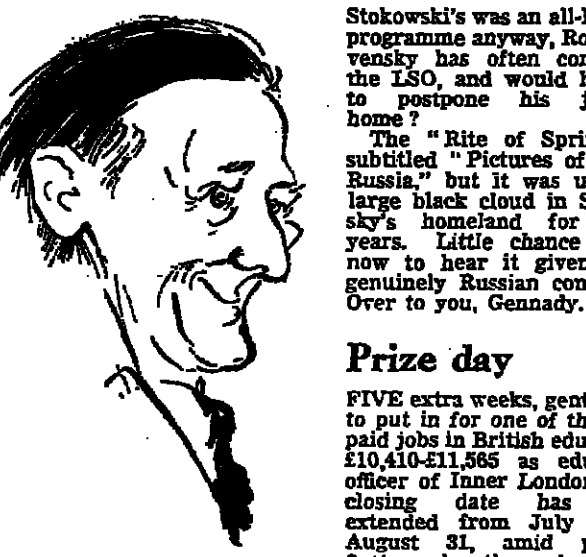 Stokowski's was an all-
programme anyway, Ro
vensky has often con
the LSO, and would
to postpone his
home?
The "Rite of Spri
subtitled "Pictures of
Russia," but it was u
large black cloud in S
sky's homeland for
years. Little chance
now to hear it given
genuinely Russian con
Over to you, Gennady.
Prize day
FIVE extra weeks, gent
to put in for one of th
paid jobs in British edu
£10,410-£11,565 as edu
officer of Inner London
closing date has
extended from July
August 31, amid